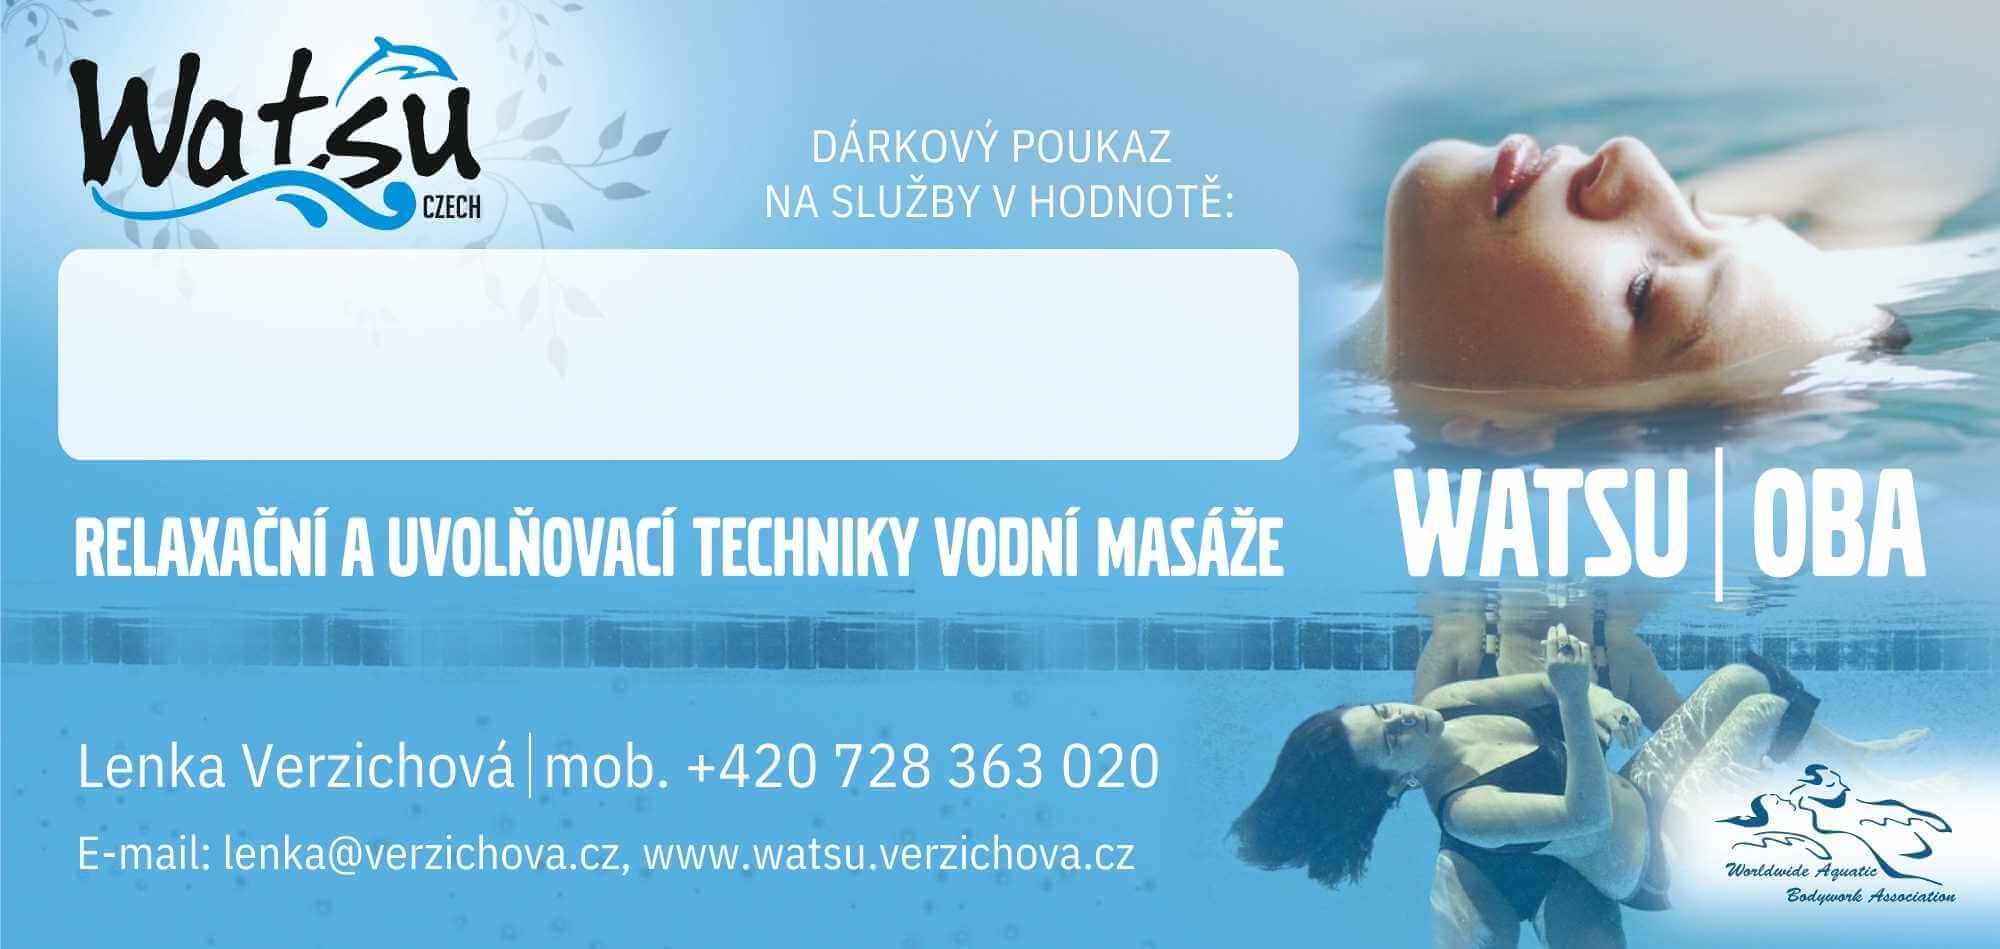 Watsu
CZECH
DÁRKOVÝ POUKAZ
NA SLUŽBY V HODNOTĚ:
RELAXAČNÍ A UVOLŇOVACÍ TECHNIKY VODNÍ MASÁŽE
WATSU | OBA
Lenka Verzichová | mob. +420 728 363 020
E-mail: lenka@verzichova.cz, www.watsu.verzichova.cz
Worldwide Aquatic
Bodywork Association